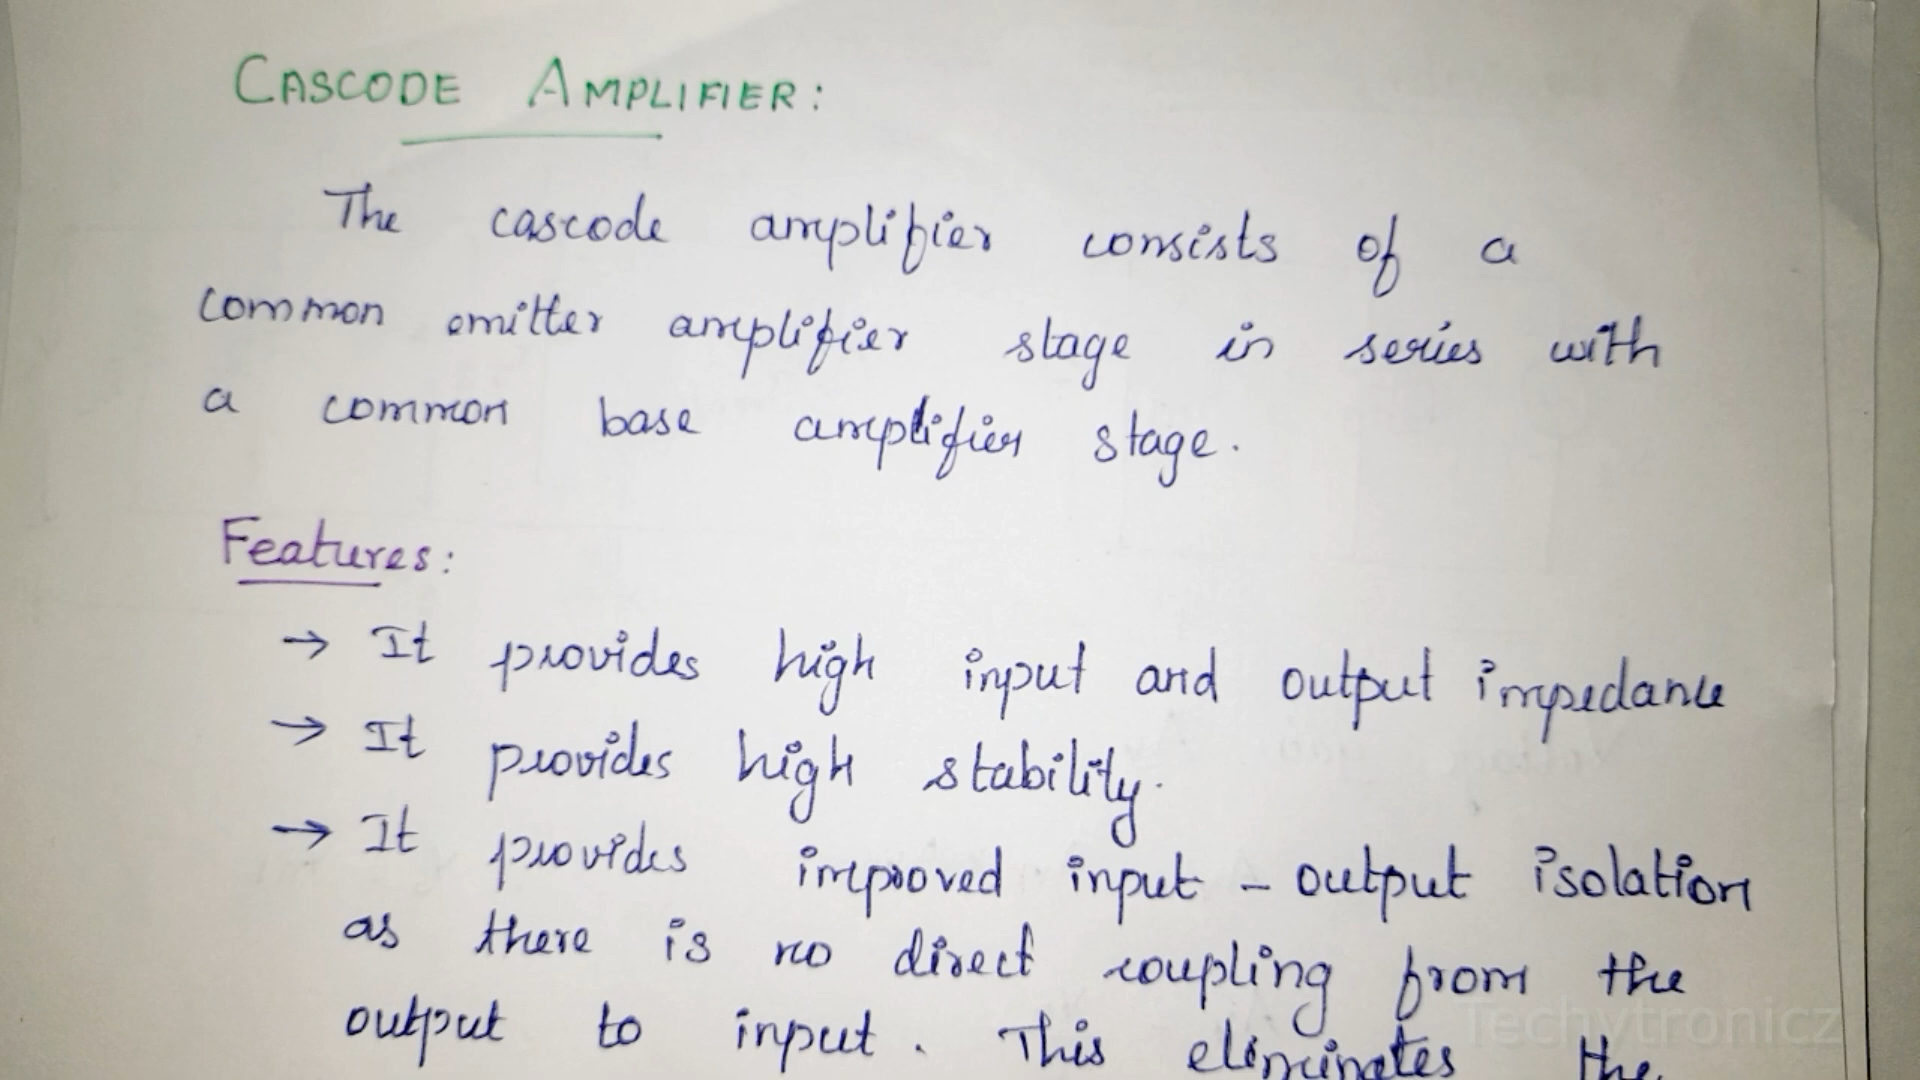 CASCODE AMPLIFIER:
The cascode amplifier consists of a
common emitter amplifier stage in series with
a common base amplifier stage.
Features:
→ It provides high input and output impedance
→ It provides high stability.
→ It provides improved input - output isolation
as there is no direct coupling from the
output to input. This eliminates the
Techytronicz